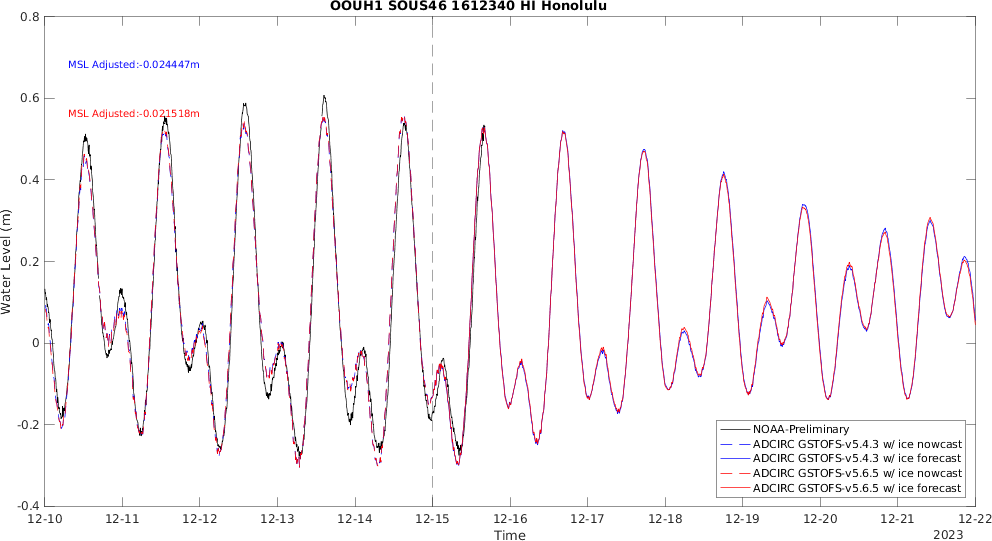 OOUH1 SOUS46 1612340 HI Honolulu
MSL Adjusted:-0.024447m
MSL Adjusted:-0.021518m
Water Level (m)
0.8
0.6
0.4
0.2
0
-0.2
-0.4
NOAA-Preliminary
ADCIRC GSTOFS-v5.4.3 w/ ice nowcast
ADCIRC GSTOFS-v5.4.3 w/ ice forecast
ADCIRC GSTOFS-v5.6.5 w/ ice nowcast
ADCIRC GSTOFS-v5.6.5 w/ ice forecast
12-10 12-11 12-12 12-13 12-14 12-15 12-16 12-17 12-18 12-19 12-20 12-21 12-22
Time
2023